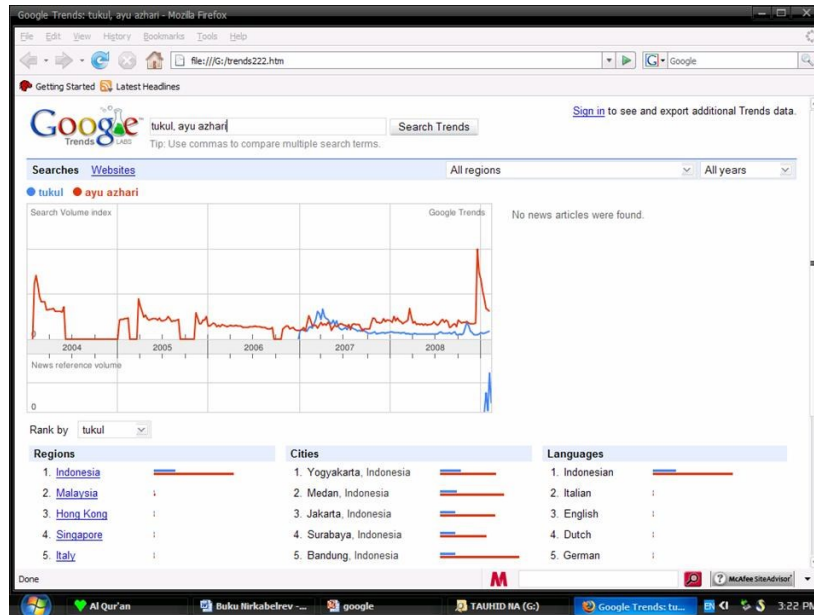 Google Trends: tukul, ayu azhari - Mozilla Firefox
File Edit View History Bookmarks Tools Help
file:///G:/trends222.htm
Google
Getting Started Latest Headlines
Sign in to see and export additional Trends data.
Google Trends LABS
tukul, ayu azhari
Search Trends
Tip: Use commas to compare multiple search terms.
Searches Websites All regions All years
tukul ayu azhari
Search Volume index Google Trends
No news articles were found.
0
2004 2005 2006 2007 2008
News reference volume
0
Rank by tukul
Regions Cities Languages
1. Indonesia 1. Yogyakarta, Indonesia 1. Indonesian
2. Malaysia 2. Medan, Indonesia 2. Italian
3. Hong Kong 3. Jakarta, Indonesia 3. English
4. Singapore 4. Surabaya, Indonesia 4. Dutch
5. Italy 5. Bandung, Indonesia 5. German
Done M McAfee SiteAdvisor
Al Qur'an Buku Nirkabelrev -... google TAUHID NA (G:) Google Trends: tu... EN 3:22 PM